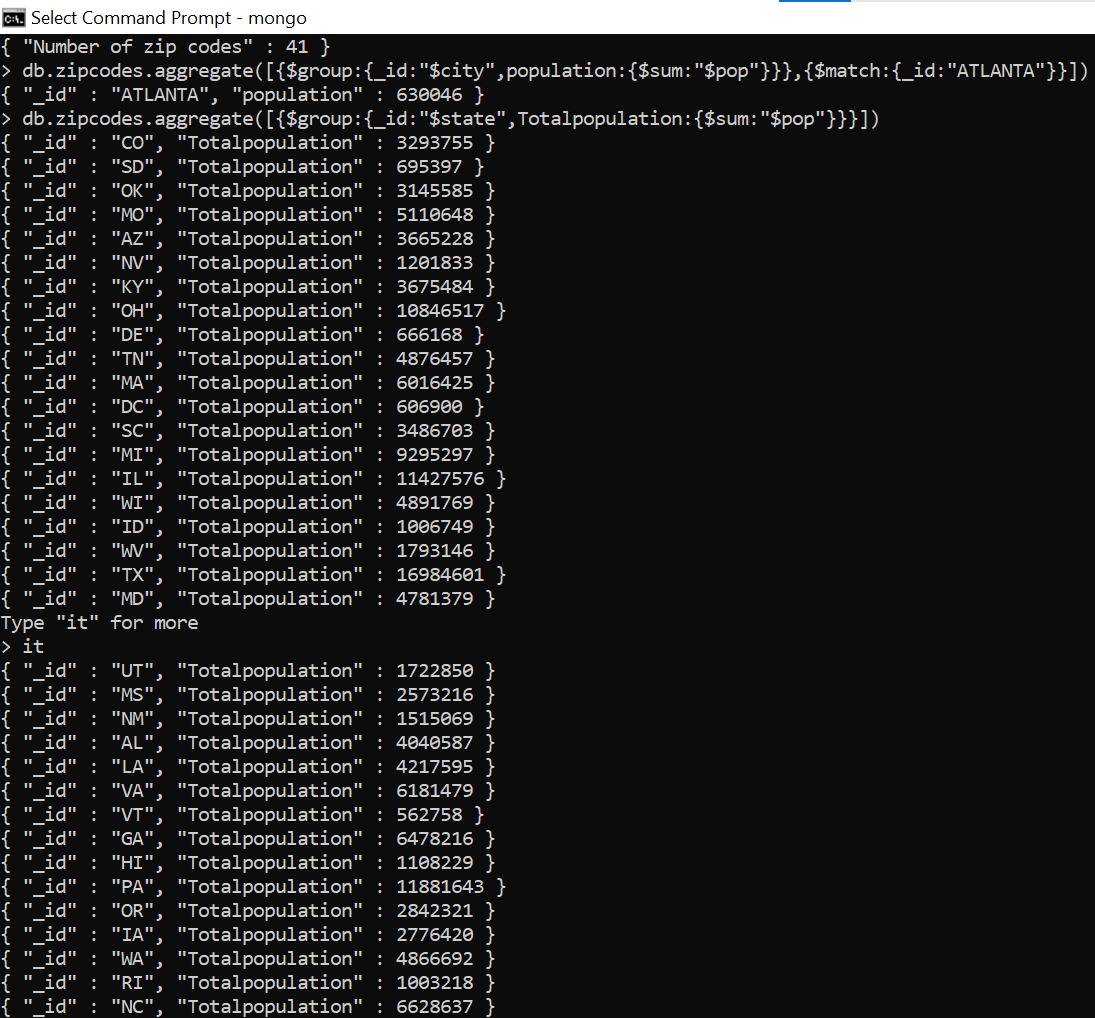 Select Command Prompt - mongo
{ "Number of zip codes" : 41 }
> db.zipcodes.aggregate([{$group:{_id:"$city",population:{$sum:"$pop"}}},{$match:{_id:"ATLANTA"}}])
{ "_id" : "ATLANTA", "population" : 630046 }
> db.zipcodes.aggregate([{$group:{_id:"$state",Totalpopulation:{$sum:"$pop"}}}])
{ "_id" : "CO", "Totalpopulation" : 3293755 }
{ "_id" : "SD", "Totalpopulation" : 695397 }
{ "_id" : "OK", "Totalpopulation" : 3145585 }
{ "_id" : "MO", "Totalpopulation" : 5110648 }
{ "_id" : "AZ", "Totalpopulation" : 3665228 }
{ "_id" : "NV", "Totalpopulation" : 1201833 }
{ "_id" : "KY", "Totalpopulation" : 3675484 }
{ "_id" : "OH", "Totalpopulation" : 10846517 }
{ "_id" : "DE", "Totalpopulation" : 666168 }
{ "_id" : "TN", "Totalpopulation" : 4876457 }
{ "_id" : "MA", "Totalpopulation" : 6016425 }
{ "_id" : "DC", "Totalpopulation" : 606900 }
{ "_id" : "SC", "Totalpopulation" : 3486703 }
{ "_id" : "MI", "Totalpopulation" : 9295297 }
{ "_id" : "IL", "Totalpopulation" : 11427576 }
{ "_id" : "WI", "Totalpopulation" : 4891769 }
{ "_id" : "ID", "Totalpopulation" : 1006749 }
{ "_id" : "WV", "Totalpopulation" : 1793146 }
{ "_id" : "TX", "Totalpopulation" : 16984601 }
{ "_id" : "MD", "Totalpopulation" : 4781379 }
Type "it" for more
> it
{ "_id" : "UT", "Totalpopulation" : 1722850 }
{ "_id" : "MS", "Totalpopulation" : 2573216 }
{ "_id" : "NM", "Totalpopulation" : 1515069 }
{ "_id" : "AL", "Totalpopulation" : 4040587 }
{ "_id" : "LA", "Totalpopulation" : 4217595 }
{ "_id" : "VA", "Totalpopulation" : 6181479 }
{ "_id" : "VT", "Totalpopulation" : 562758 }
{ "_id" : "GA", "Totalpopulation" : 6478216 }
{ "_id" : "HI", "Totalpopulation" : 1108229 }
{ "_id" : "PA", "Totalpopulation" : 11881643 }
{ "_id" : "OR", "Totalpopulation" : 2842321 }
{ "_id" : "IA", "Totalpopulation" : 2776420 }
{ "_id" : "WA", "Totalpopulation" : 4866692 }
{ "_id" : "RI", "Totalpopulation" : 1003218 }
{ "_id" : "NC", "Totalpopulation" : 6628637 }